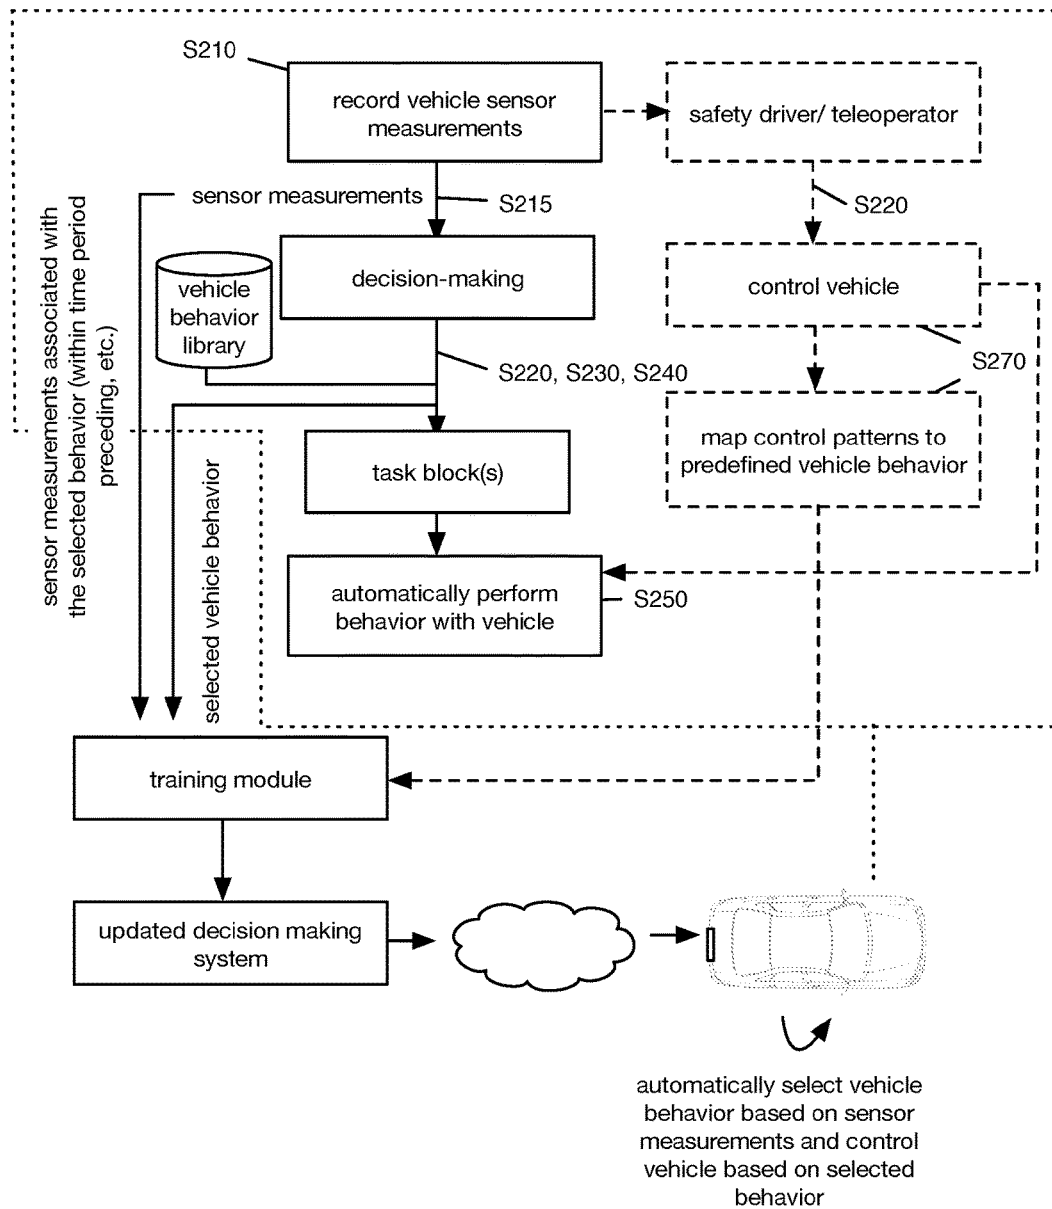 S210
record vehicle sensor
measurements
safety driver/ teleoperator
sensor measurements
S215
S220
decision-making
control vehicle
vehicle
behavior
library
S220, S230, S240
S270
map control patterns to
predefined vehicle behavior
task block(s)
automatically perform
behavior with vehicle
S250
sensor measurements associated with
the selected behavior (within time period
preceding, etc.)
selected vehicle behavior
training module
updated decision making
system
automatically select vehicle
behavior based on sensor
measurements and control
vehicle based on selected
behavior